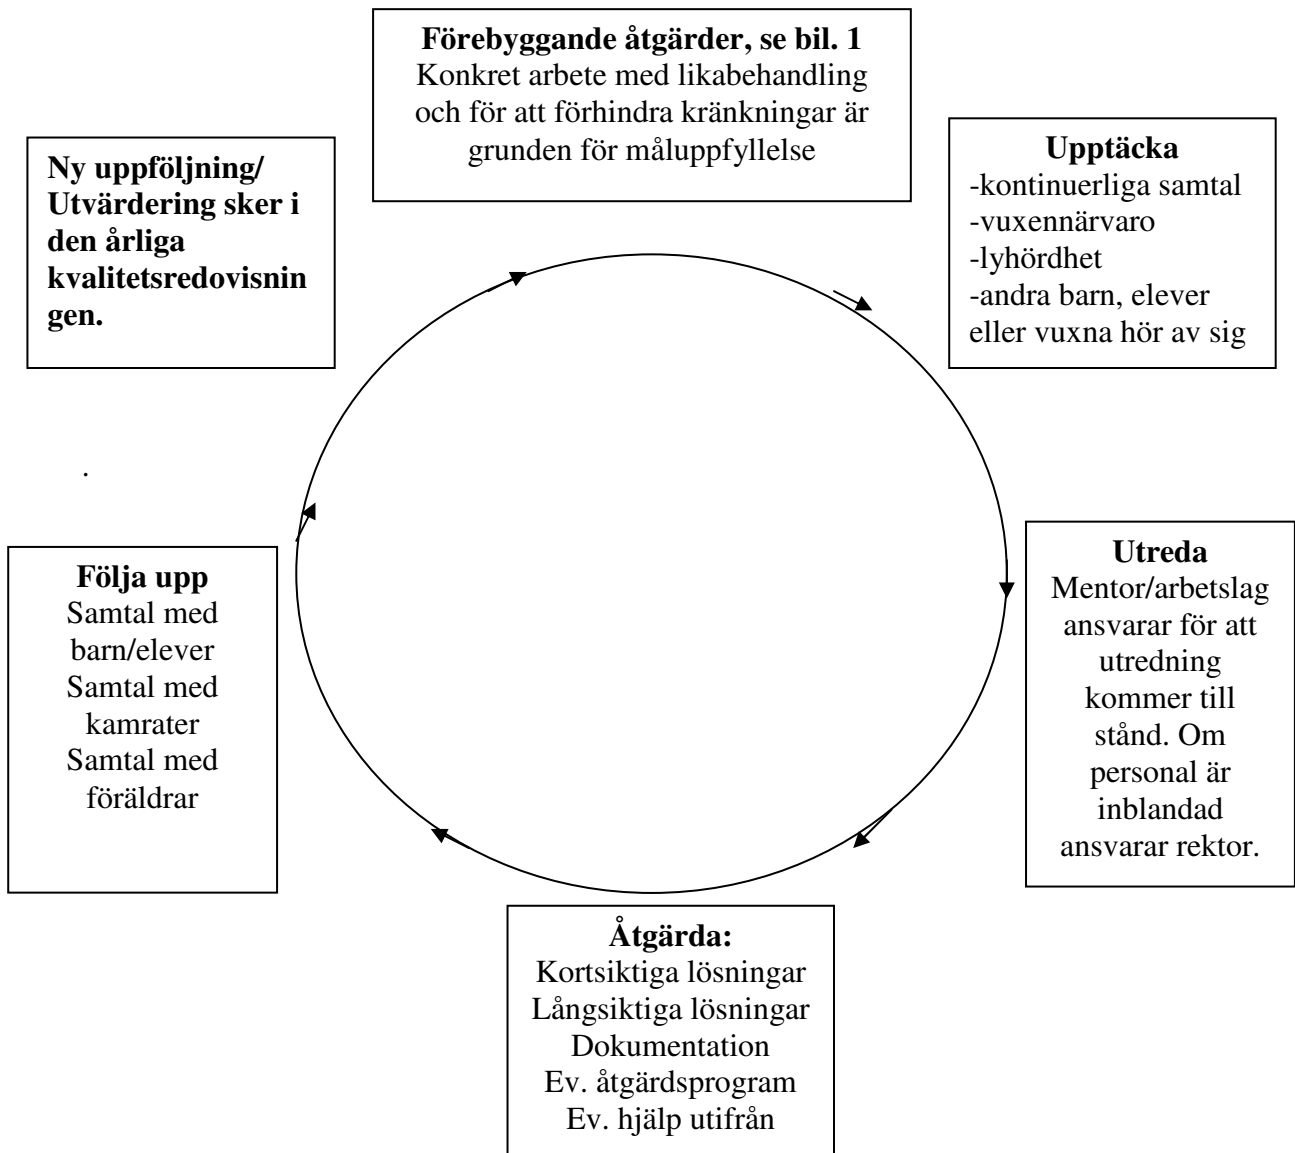 Förebyggande åtgärder, se bil. 1
Konkret arbete med likabehandling
och för att förhindra kränkningar är
grunden för måluppfyllelse
Upptäcka
-kontinuerliga samtal
-vuxennärvaro
-lyhördhet
-andra barn, elever
eller vuxna hör av sig
Utreda
Mentor/arbetslag
ansvarar för att
utredning
kommer till
stånd. Om
personal är
inblandad
ansvarar rektor.
Åtgärda:
Kortsiktiga lösningar
Långsiktiga lösningar
Dokumentation
Ev. åtgärdsprogram
Ev. hjälp utifrån
Följa upp
Samtal med
barn/elever
Samtal med
kamrater
Samtal med
föräldrar
Ny uppföljning/
Utvärdering sker i
den årliga
kvalitetsredovisnin
gen.
.